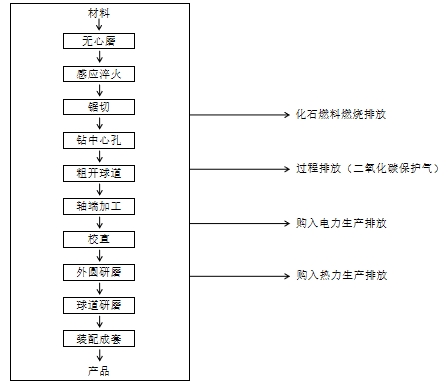 材料
无心磨
感应淬火
锯切
钻中心孔
粗开球道
轴端加工
校直
外圆研磨
球道研磨
装配成套
产品
化石燃料燃烧排放
过程排放（二氧化碳保护气）
购入电力生产排放
购入热力生产排放